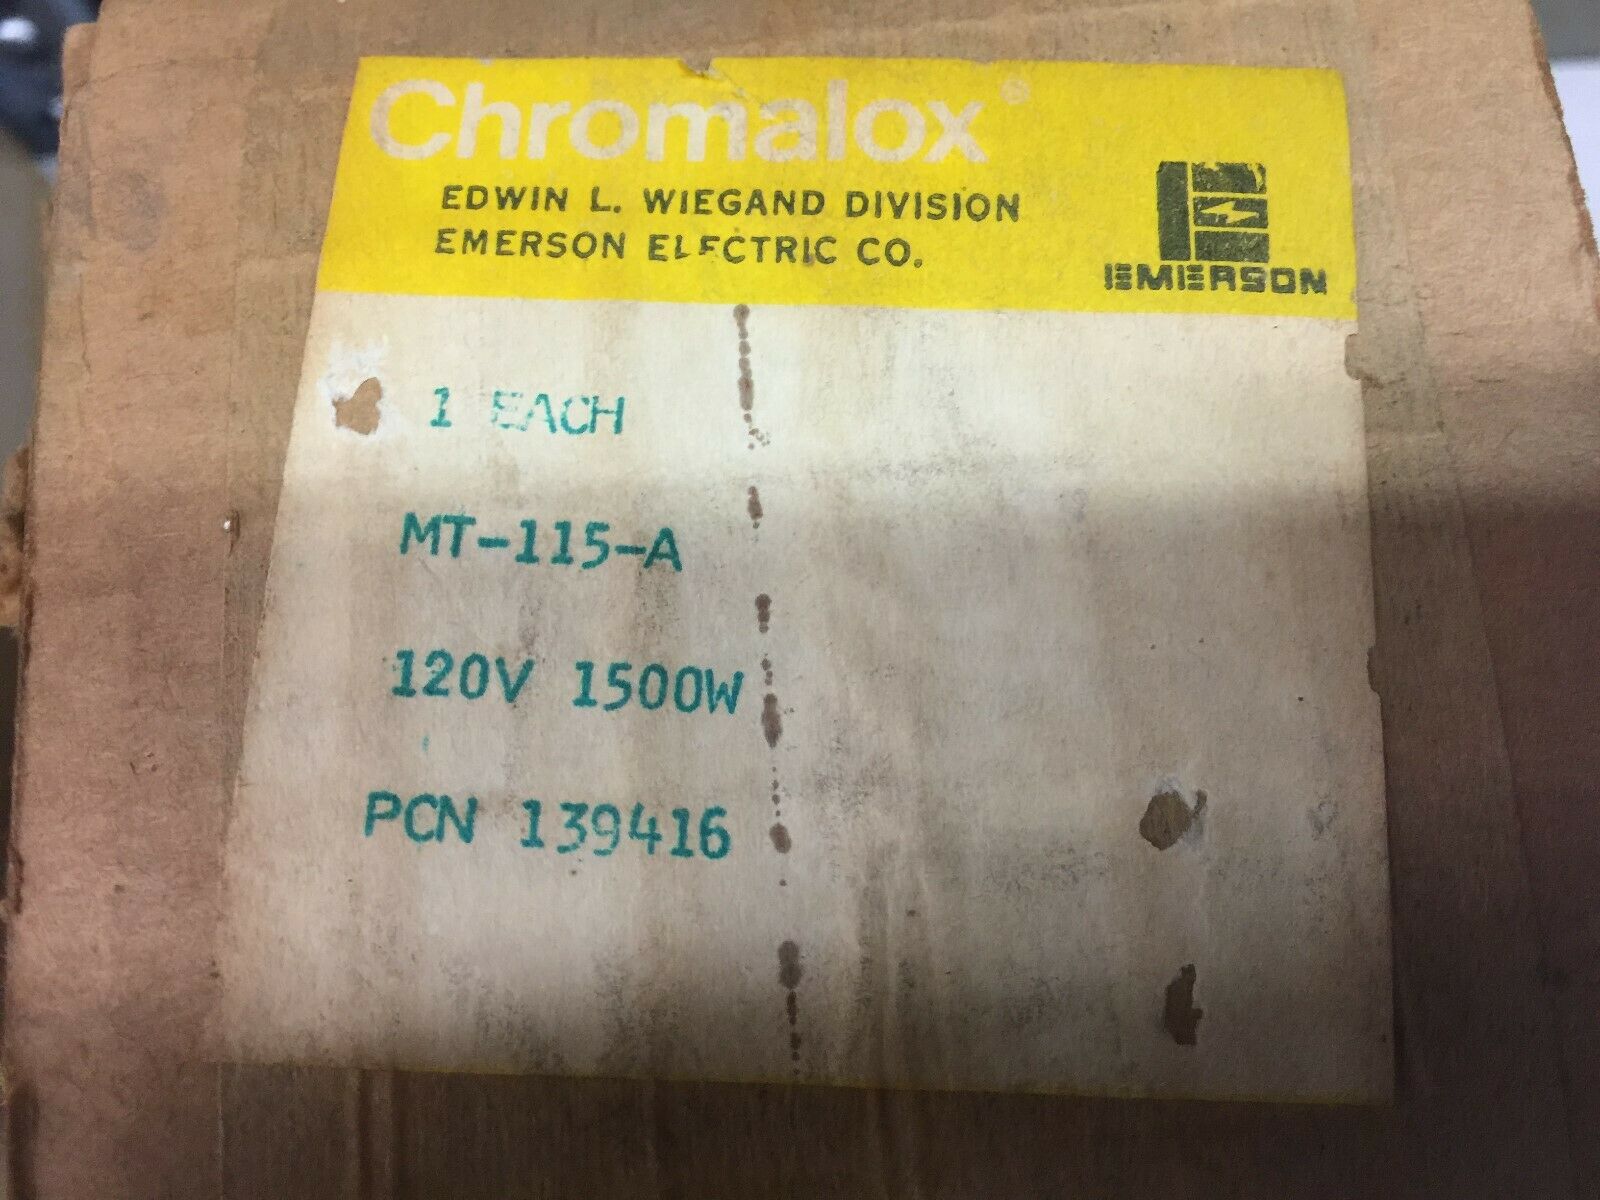 Chromalox®
EDWIN L. WIEGAND DIVISION
EMERSON ELECTRIC CO.
EMERSON
1 EACH
MT-115-A
120V 1500W
PCN 139416